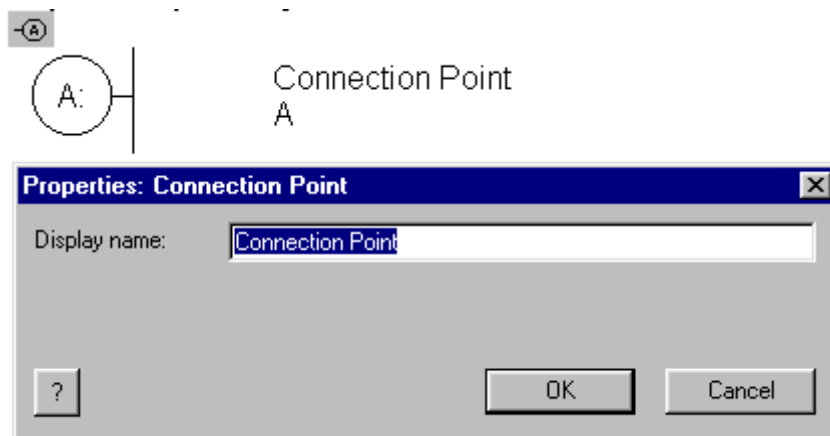 A
A:
Connection Point
A
Properties: Connection Point
Display name:
Connection Point
?
OK
Cancel